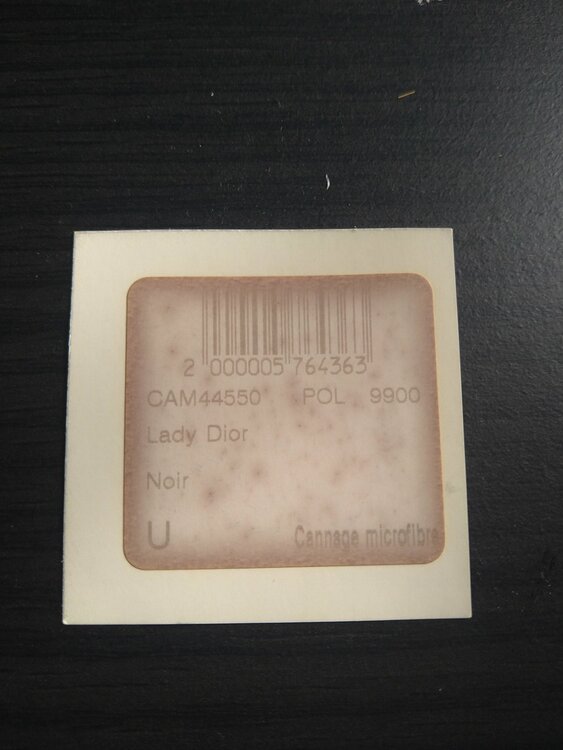 2 000005 764363
CAM44550 POL 9900
Lady Dior
Noir
U Cannage microfibre